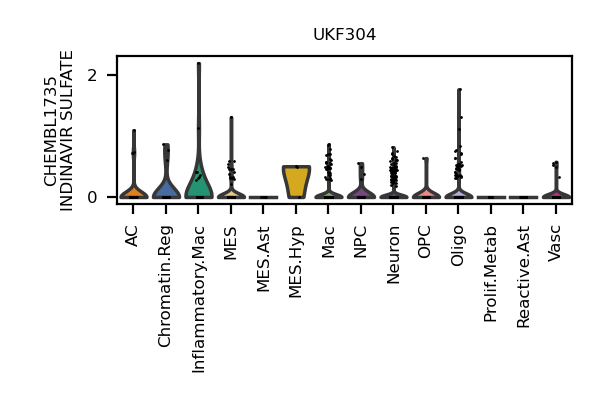 UKF304
CHEMBL1735
INDINAVIR SULFATE
2
0
AC
Chromatin.Reg
Inflammatory.Mac
MES
MES.Ast
MES.Hyp
Mac
NPC
Neuron
OPC
Oligo
Prolif.Metab
Reactive.Ast
Vasc